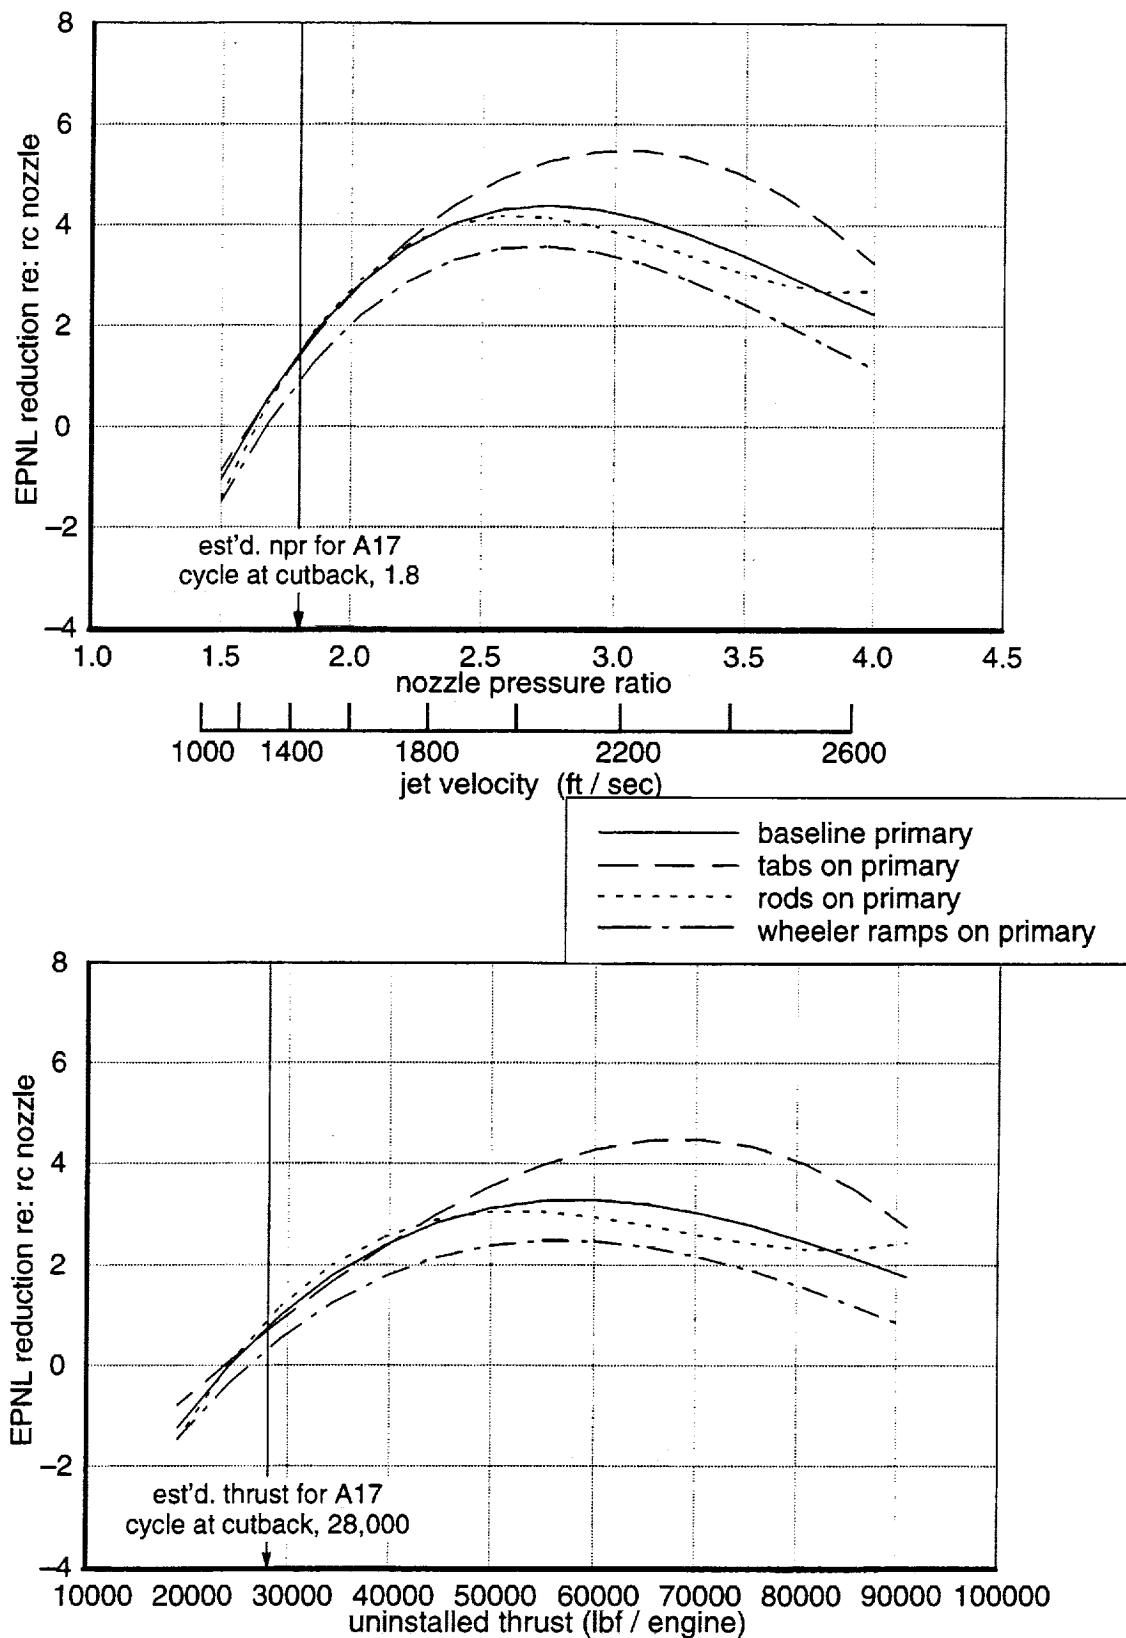 8
6
4
2
0
−2
−4
EPNL reduction re: rc nozzle
est'd. npr for A17
cycle at cutback, 1.8
1.0 1.5 2.0 2.5 3.0 3.5 4.0 4.5
nozzle pressure ratio
1000 1400 1800 2200 2600
jet velocity (ft / sec)
baseline primary
tabs on primary
rods on primary
wheeler ramps on primary
8
6
4
2
0
−2
−4
EPNL reduction re: rc nozzle
est'd. thrust for A17
cycle at cutback, 28,000
10000 20000 30000 40000 50000 60000 70000 80000 90000 100000
uninstalled thrust (lbf / engine)